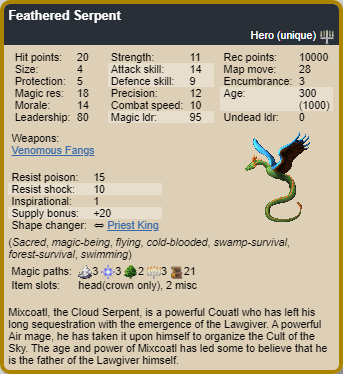 Feathered Serpent
Hero (unique)
Hit points: 20 Strength: 11 Rec points: 10000
Size: 4 Attack skill: 14 Map move: 28
Protection: 5 Defence skill: 9 Encumbrance: 3
Magic res: 18 Precision: 12 Age: 300
Morale: 14 Combat speed: 10 (1000)
Leadership: 80 Magic ldr: 95 Undead ldr: 0
Weapons:
Venomous Fangs
Resist poison: 15
Resist shock: 10
Inspirational: 1
Supply bonus: +20
Shape changer: ⇔ Priest King
(Sacred, magic-being, flying, cold-blooded, swamp-survival,
forest-survival, swimming)
Magic paths: 3 3 2 3 21
Item slots: head(crown only), 2 misc
Mixcoatl, the Cloud Serpent, is a powerful Couatl who has left his
long sequestration with the emergence of the Lawgiver. A powerful
Air mage, he has taken it upon himself to organize the Cult of the
Sky. The age and power of Mixcoatl has led some to believe that he
is the father of the Lawgiver himself.